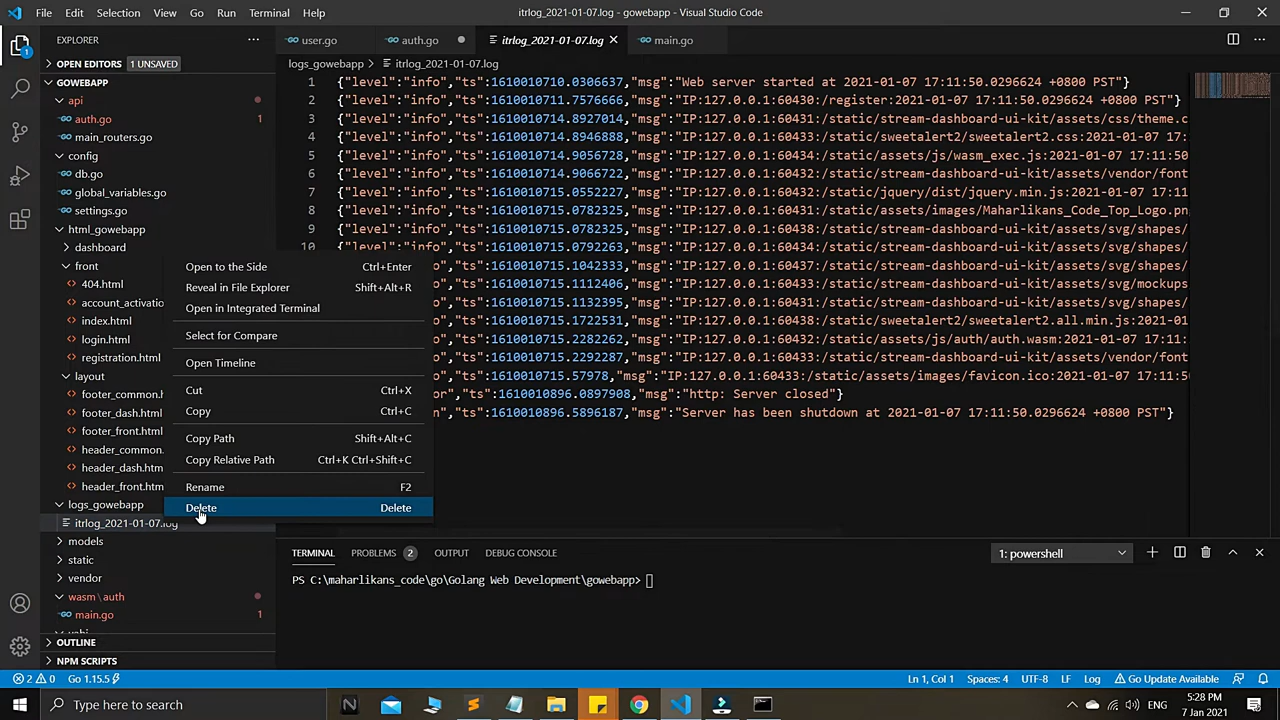 File Edit Selection View Go Run Terminal Help
itrlog_2021-01-07.log - gowebapp - Visual Studio Code
EXPLORER
OPEN EDITORS 1 UNSAVED
GOWEBAPP
api
auth.go 1
main_routers.go
config
db.go
global_variables.go
settings.go
html_gowebapp
dashboard
front
404.html
account_activatio
index.html
login.html
registration.html
layout
footer_common.
footer_dash.html
footer_front.html
header_common.
header_dash.htm
header_front.htm
logs_gowebapp
itrlog_2021-01-07.log
models
static
vendor
wasm\auth
main.go 1
OUTLINE
NPM SCRIPTS
user.go auth.go itrlog_2021-01-07.log main.go
logs_gowebapp > itrlog_2021-01-07.log
1 {"level":"info","ts":1610010710.0306637,"msg":"Web server started at 2021-01-07 17:11:50.0296624 +0800 PST"}
2 {"level":"info","ts":1610010711.7576666,"msg":"IP:127.0.0.1:60430:/register:2021-01-07 17:11:50.0296624 +0800 PST"}
3 {"level":"info","ts":1610010714.8927014,"msg":"IP:127.0.0.1:60431:/static/stream-dashboard-ui-kit/assets/css/theme.c
4 {"level":"info","ts":1610010714.8946888,"msg":"IP:127.0.0.1:60432:/static/sweetalert2/sweetalert2.css:2021-01-07 17:
5 {"level":"info","ts":1610010714.9056728,"msg":"IP:127.0.0.1:60434:/static/assets/js/wasm_exec.js:2021-01-07 17:11:50
6 {"level":"info","ts":1610010714.9066722,"msg":"IP:127.0.0.1:60433:/static/stream-dashboard-ui-kit/assets/vendor/font
7 {"level":"info","ts":1610010715.0552227,"msg":"IP:127.0.0.1:60434:/static/jquery/dist/jquery.min.js:2021-01-07 17:11
8 {"level":"info","ts":1610010715.0782325,"msg":"IP:127.0.0.1:60431:/static/assets/images/Maharlikans_Code_Top_Logo.pn
9 {"level":"info","ts":1610010715.0782335,"msg":"IP:127.0.0.1:60438:/static/stream-dashboard-ui-kit/assets/svg/shapes/
10 {"level":"info","ts":1610010715.0792263,"msg":"IP:127.0.0.1:60434:/static/stream-dashboard-ui-kit/assets/svg/shapes/
o","ts":1610010715.1042333,"msg":"IP:127.0.0.1:60433:/static/stream-dashboard-ui-kit/assets/svg/shapes/
o","ts":1610010715.1112406,"msg":"IP:127.0.0.1:60433:/static/stream-dashboard-ui-kit/assets/svg/mockups
o","ts":1610010715.1132395,"msg":"IP:127.0.0.1:60431:/static/stream-dashboard-ui-kit/assets/svg/shapes/
o","ts":1610010715.1722531,"msg":"IP:127.0.0.1:60438:/static/sweetalert2/sweetalert2.all.min.js:2021-01
o","ts":1610010715.2282262,"msg":"IP:127.0.0.1:60433:/static/assets/js/auth/auth.wasm:2021-01-07 17:11:
o","ts":1610010715.2292287,"msg":"IP:127.0.0.1:60434:/static/stream-dashboard-ui-kit/assets/vendor/font
o","ts":1610010715.57978,"msg":"IP:127.0.0.1:60433:/static/assets/images/favicon.ico:2021-01-07 17:11:5
or","ts":1610010896.0897908,"msg":"http: Server closed"}
n","ts":1610010896.5896187,"msg":"Server has been shutdown at 2021-01-07 17:11:50.0296624 +0800 PST"}
Open to the Side Ctrl+Enter
Reveal in File Explorer Shift+Alt+R
Open in Integrated Terminal
Select for Compare
Open Timeline
Cut Ctrl+X
Copy Ctrl+C
Copy Path Shift+Alt+C
Copy Relative Path Ctrl+K Ctrl+Shift+C
Rename F2
Delete Delete
TERMINAL PROBLEMS 2 OUTPUT DEBUG CONSOLE 1: powershell
PS C:\maharlikans_code\go\Golang Web Development\gowebapp>
2 0 Go 1.15.5 Ln 1, Col 1 Spaces: 4 UTF-8 LF Log Go Update Available
Type here to search
ENG
5:28 PM
7 Jan 2021